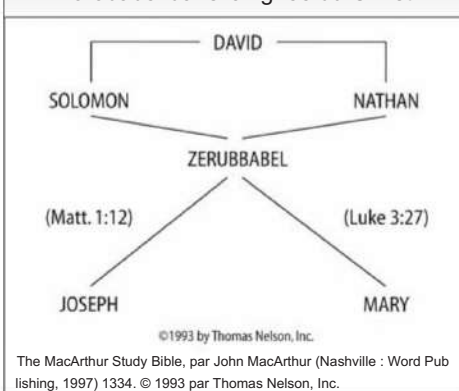 DAVID
SOLOMON NATHAN
ZERUBBABEL
(Matt. 1:12) (Luke 3:27)
JOSEPH MARY
©1993 by Thomas Nelson, Inc.
The MacArthur Study Bible, par John MacArthur (Nashville : Word Pub
lishing, 1997) 1334. © 1993 par Thomas Nelson, Inc.